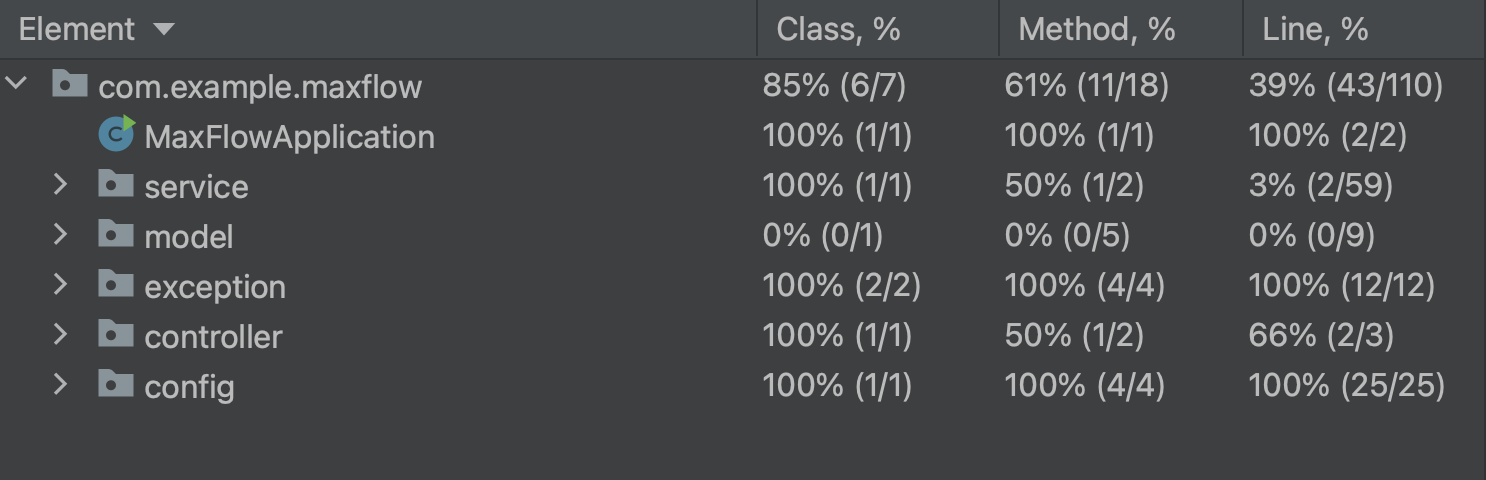 Element Class, % Method, % Line, %
com.example.maxflow 85% (6/7) 61% (11/18) 39% (43/110)
C MaxFlowApplication 100% (1/1) 100% (1/1) 100% (2/2)
service 100% (1/1) 50% (1/2) 3% (2/59)
model 0% (0/1) 0% (0/5) 0% (0/9)
exception 100% (2/2) 100% (4/4) 100% (12/12)
controller 100% (1/1) 50% (1/2) 66% (2/3)
config 100% (1/1) 100% (4/4) 100% (25/25)